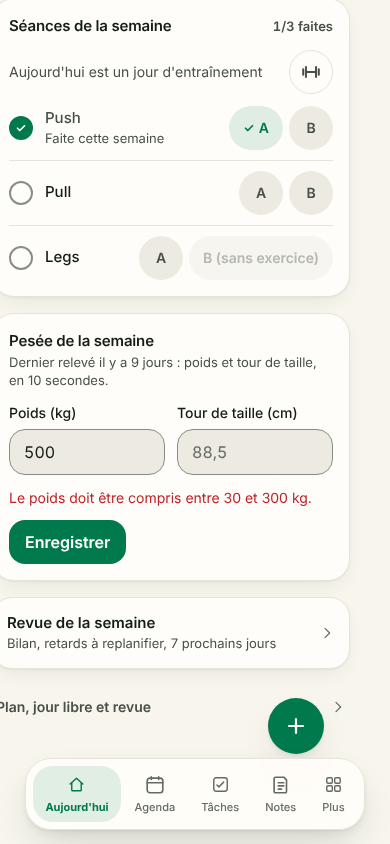 Séances de la semaine
1/3 faites
Aujourd'hui est un jour d'entraînement
Push
Faite cette semaine
A
B
Pull
A
B
Legs
A
B (sans exercice)
Pesée de la semaine
Dernier relevé il y a 9 jours : poids et tour de taille,
en 10 secondes.
Poids (kg)
Tour de taille (cm)
500
88,5
Le poids doit être compris entre 30 et 300 kg.
Enregistrer
Revue de la semaine
Bilan, retards à replanifier, 7 prochains jours
Plan, jour libre et revue
Aujourd'hui
Agenda
Tâches
Notes
Plus